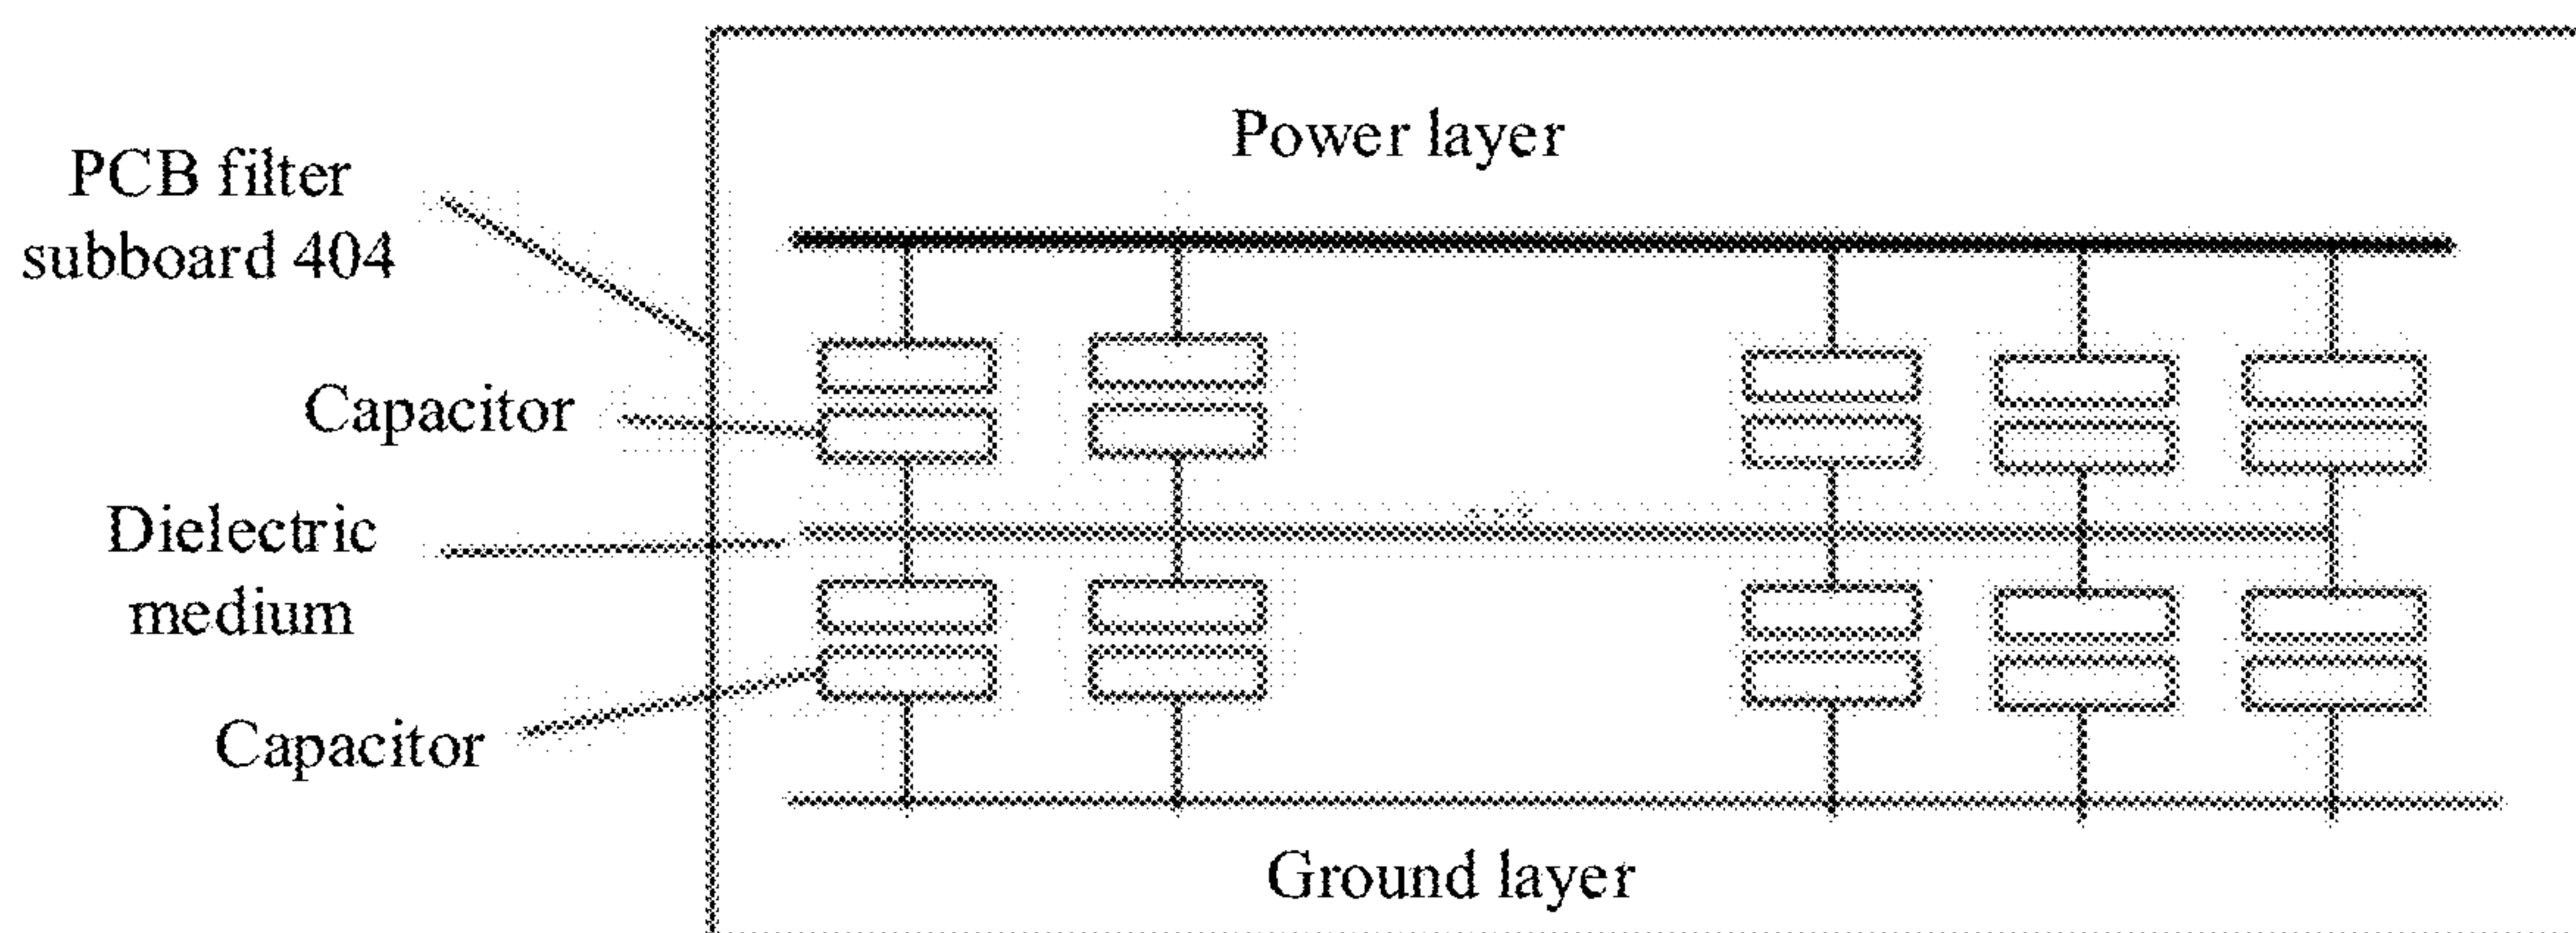 Power layer
PCB filter
subboard 404
Capacitor
Dielectric
medium
Capacitor
Ground layer